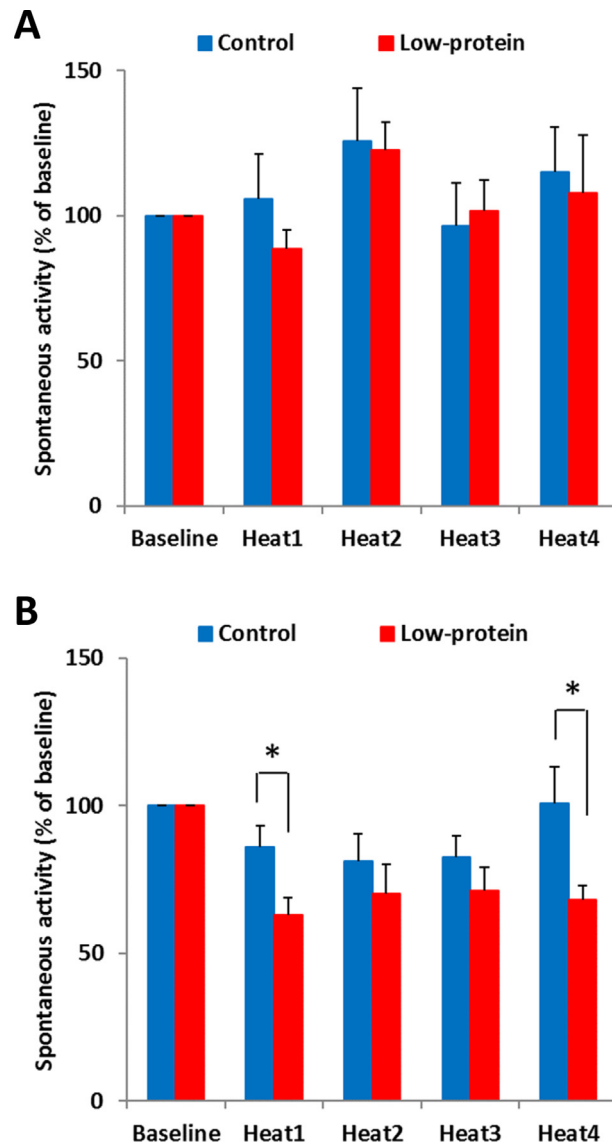 A
Control Low-protein
Spontaneous activity (% of baseline)
150
100
50
0
Baseline Heat1 Heat2 Heat3 Heat4
B
Control Low-protein
Spontaneous activity (% of baseline)
150
100
50
0
*
*
Baseline Heat1 Heat2 Heat3 Heat4